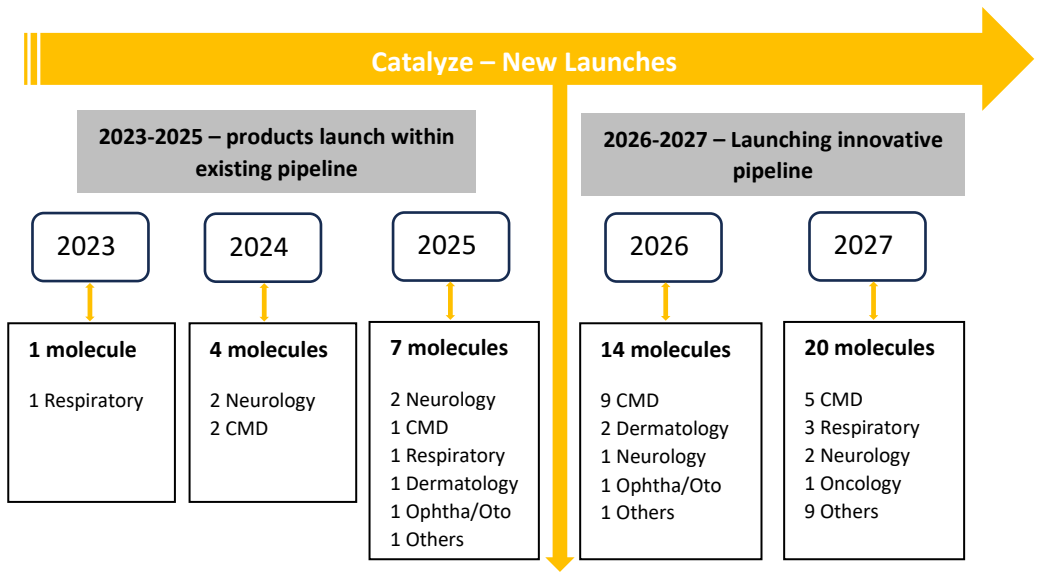 Catalyze – New Launches
2023-2025 – products launch within
existing pipeline
2026-2027 – Launching innovative
pipeline
2023
2024
2025
2026
2027
1 molecule
1 Respiratory
4 molecules
2 Neurology
2 CMD
7 molecules
2 Neurology
1 CMD
1 Respiratory
1 Dermatology
1 Ophtha/Oto
1 Others
14 molecules
9 CMD
2 Dermatology
1 Neurology
1 Ophtha/Oto
1 Others
20 molecules
5 CMD
3 Respiratory
2 Neurology
1 Oncology
9 Others